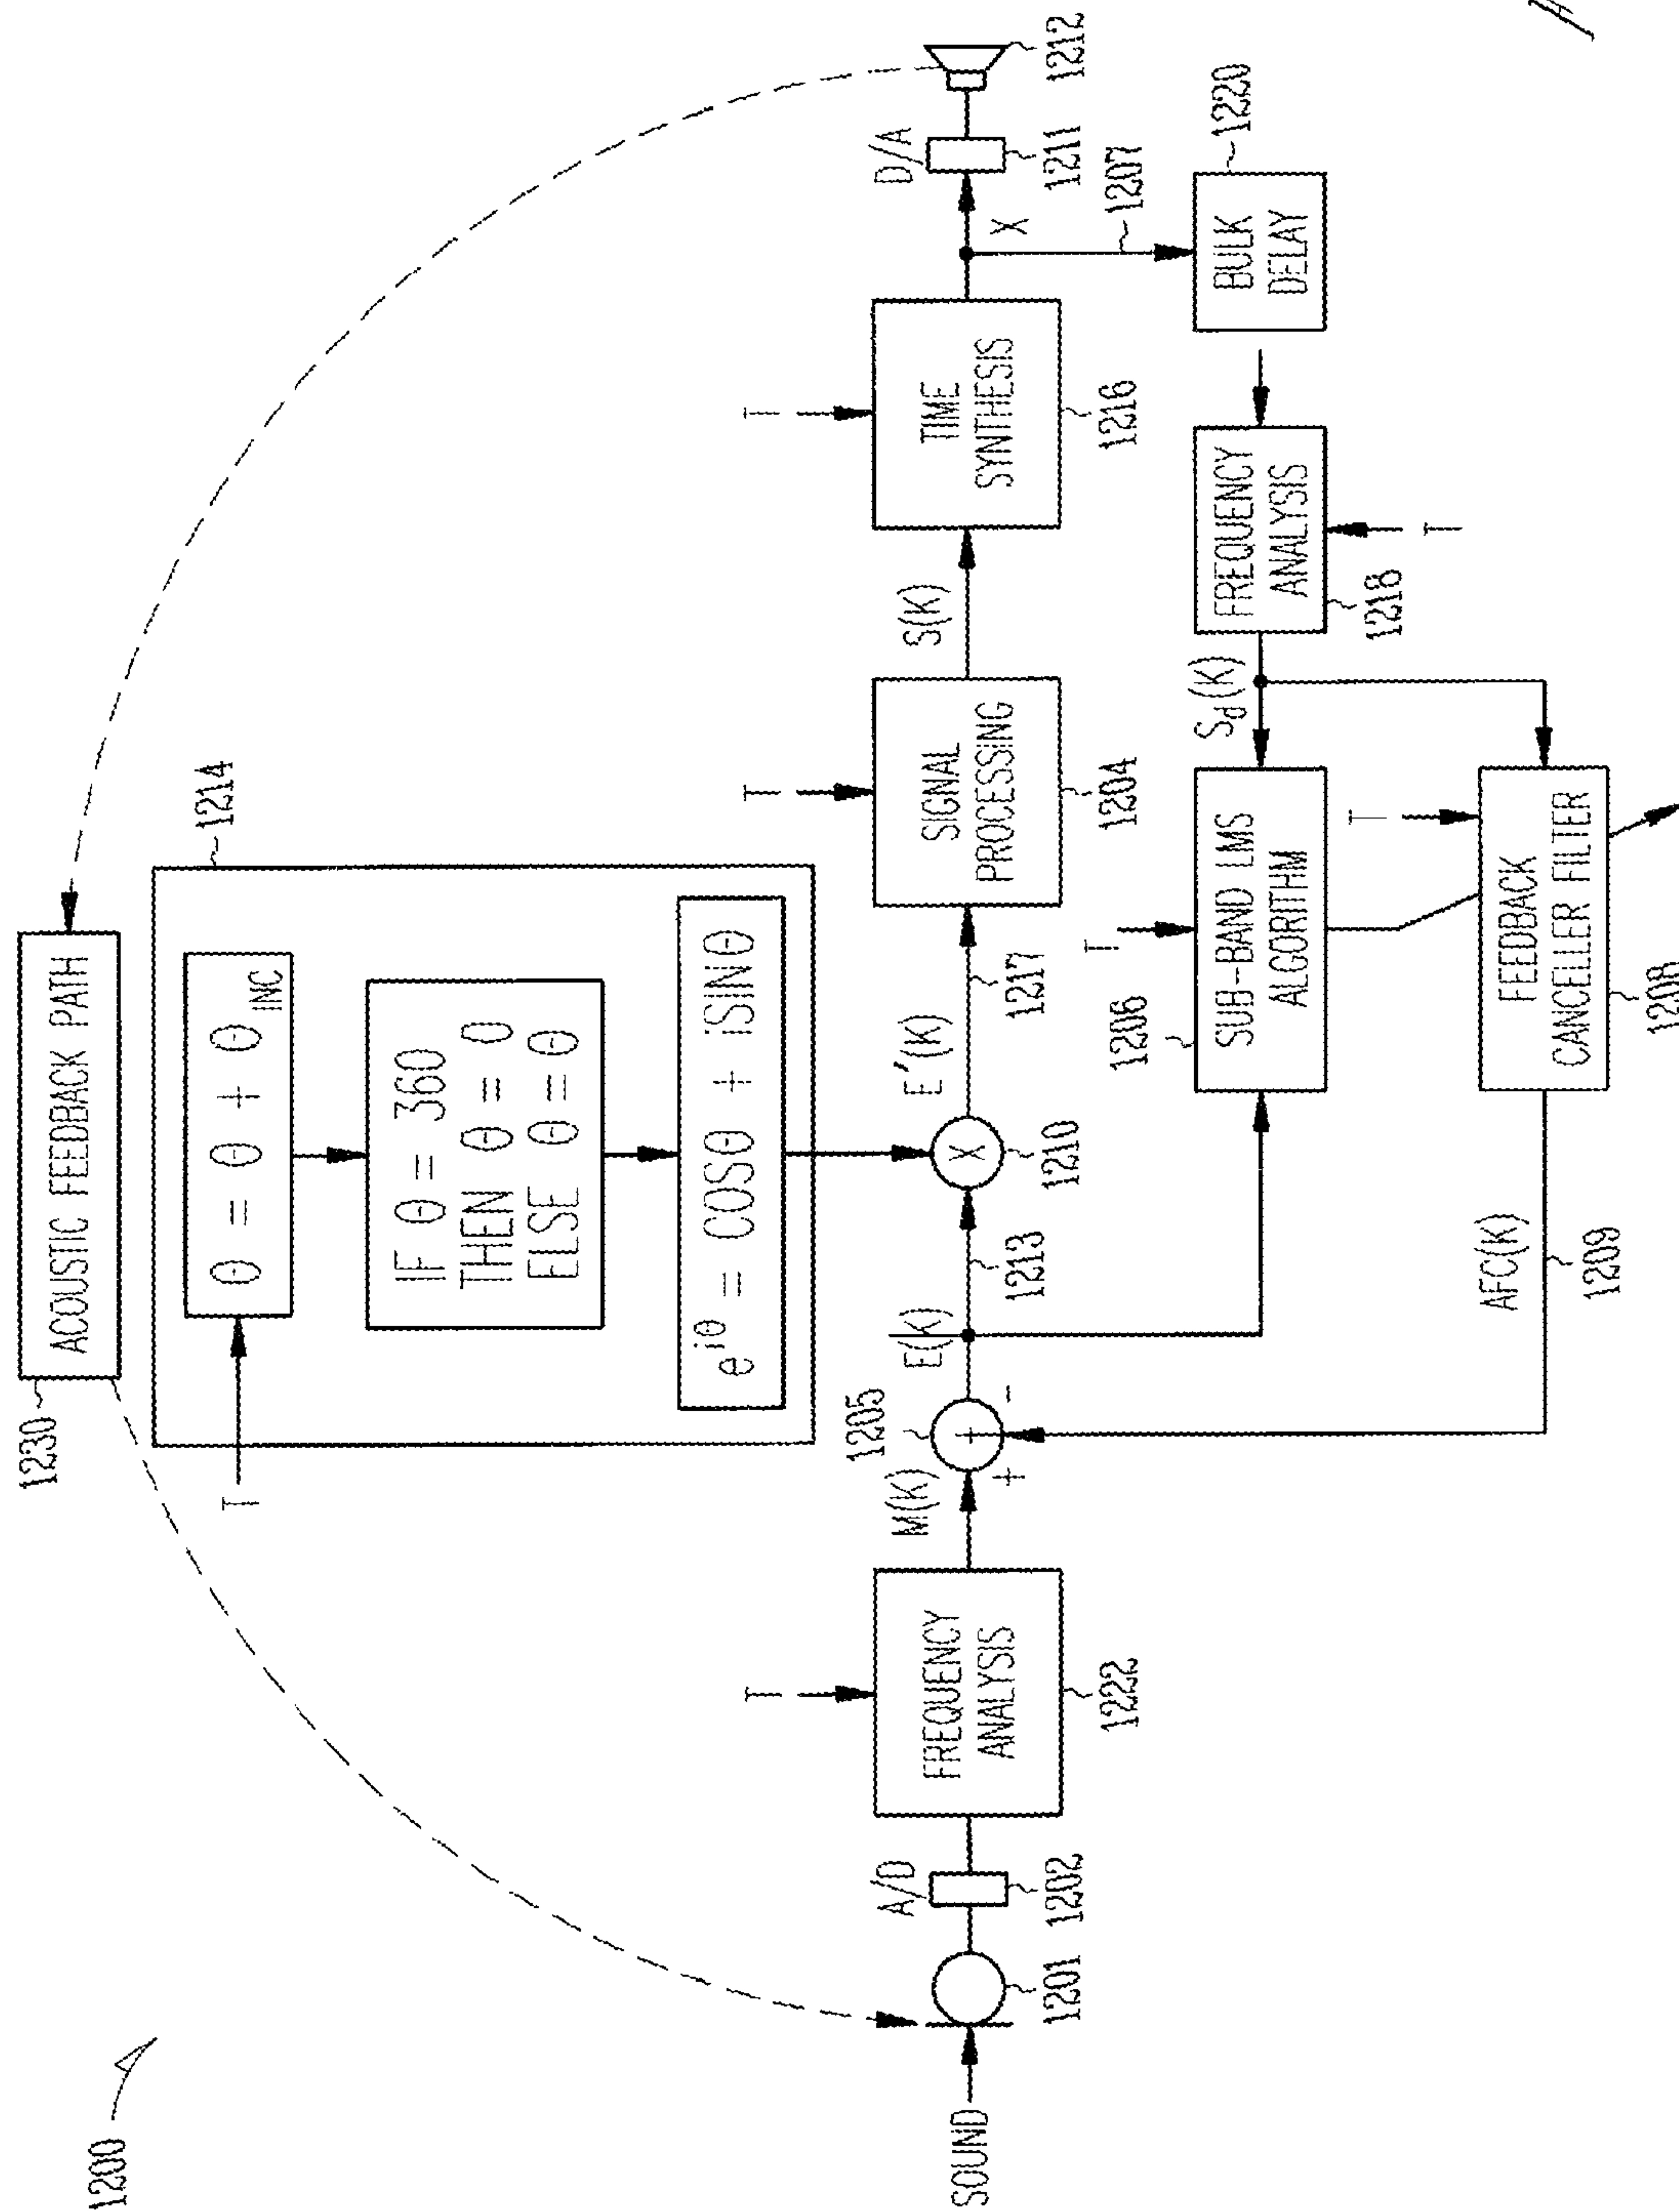 1200
1230
ACOUSTIC FEEDBACK PATH
1214
T
θ = θ + θINC
IF θ = 360
THEN θ = 0
ELSE θ = θ
e^iθ = COSθ + iSINθ
SOUND
1201
A/D
1202
T
FREQUENCY
ANALYSIS
1222
M(K)
1205
+
+
-
E(K)
1213
X
1210
E'(K)
1217
T
SIGNAL
PROCESSING
1204
S(K)
T
TIME
SYNTHESIS
1216
X
D/A
1211
1212
1207
BULK
DELAY
1220
FREQUENCY
ANALYSIS
1218
T
Sd(K)
T
1206
SUB-BAND LMS
ALGORITHM
T
FEEDBACK
CANCELLER FILTER
1208
AFC(K)
1209